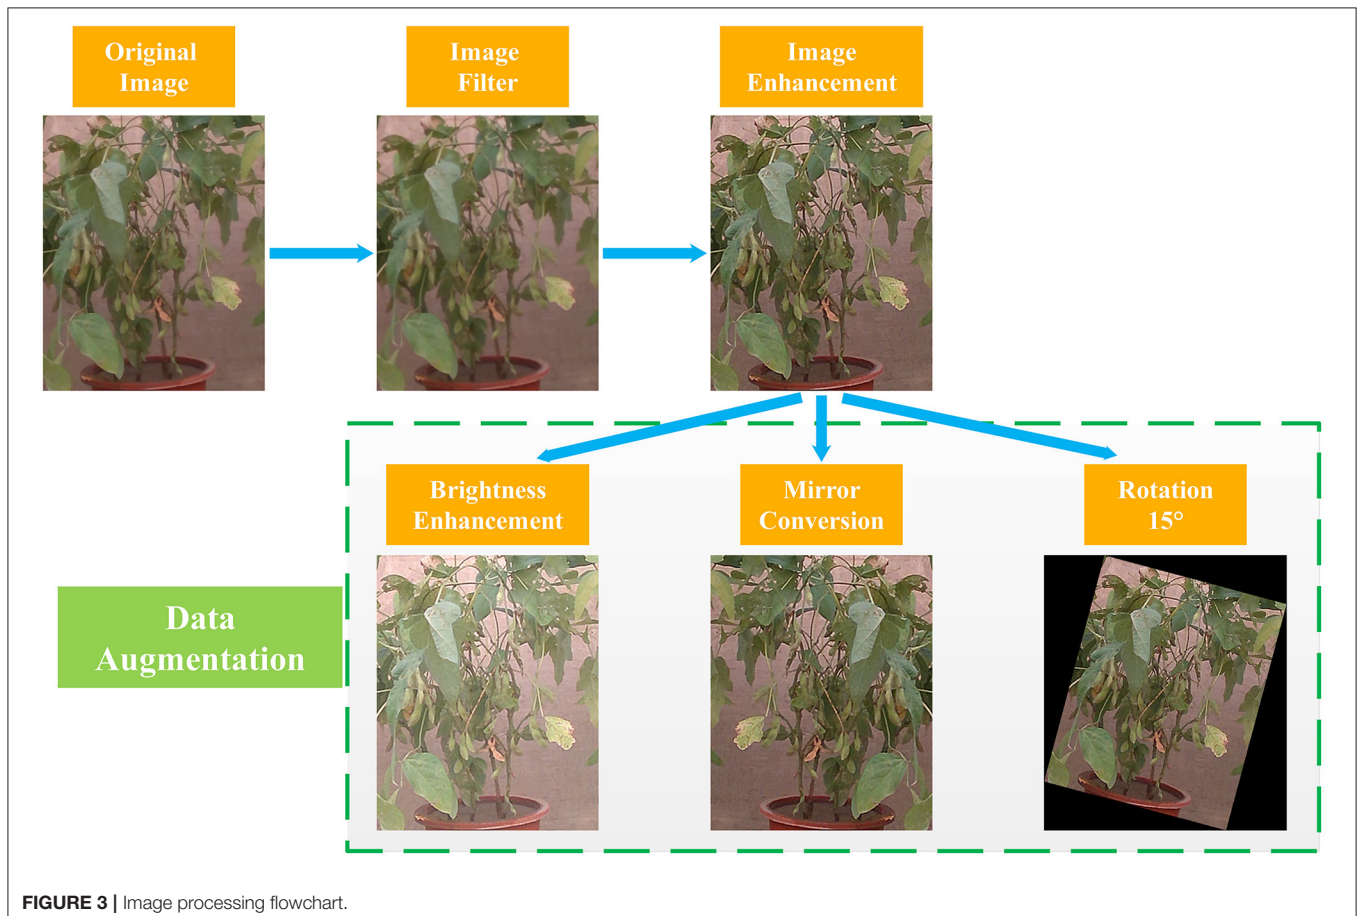 Original
Image
Image
Filter
Image
Enhancement
Brightness
Enhancement
Mirror
Conversion
Rotation
15°
Data
Augmentation
FIGURE 3 | Image processing flowchart.